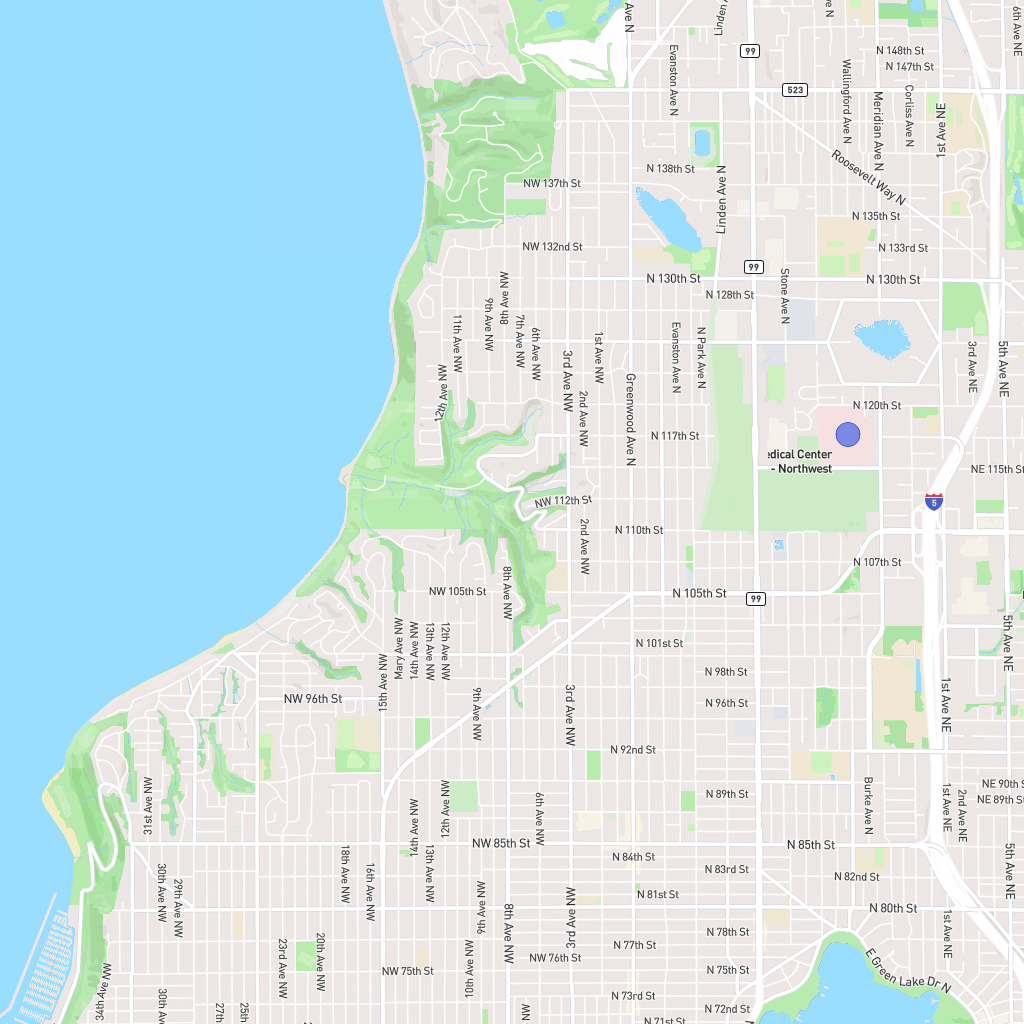 Ave N
Linden
Ave N
6th Ave NE
99
N 148th St
N 147th St
Evanston Ave N
Wallingford Ave N
Meridian Ave N
Corliss Ave N
1st Ave NE
523
Roosevelt Way N
N 138th St
NW 137th St
Linden Ave N
N 135th St
NW 132nd St
N 133rd St
99
N 130th St
N 130th St
N 128th St
Stone Ave N
8th Ave NW
9th Ave NW
7th Ave NW
6th Ave NW
11th Ave NW
12th Ave NW
3rd Ave NW
1st Ave NW
2nd Ave NW
Greenwood Ave N
Evanston Ave N
N Park Ave N
3rd Ave NE
5th Ave NE
N 120th St
N 117th St
edical Center
- Northwest
NE 115th St
5
NW 112th St
N 110th St
2nd Ave NW
N 107th St
NW 105th St
8th Ave NW
N 105th St
99
Mary Ave NW
14th Ave NW
13th Ave NW
12th Ave NW
N 101st St
5th Ave NE
15th Ave NW
N 98th St
NW 96th St
9th Ave NW
3rd Ave NW
N 96th St
1st Ave NE
N 92nd St
31st Ave NW
14th Ave NW
12th Ave NW
6th Ave NW
N 89th St
Burke Ave N
1st Ave NE
2nd Ave NE
NE 90th St
NE 89th St
18th Ave NW
16th Ave NW
13th Ave NW
NW 85th St
N 85th St
N 84th St
N 83rd St
N 82nd St
5th Ave NE
30th Ave NW
29th Ave NW
9th Ave NW
8th Ave NW
3rd Ave NW
N 81st St
N 80th St
1st Ave NE
23rd Ave NW
20th Ave NW
N 78th St
N 77th St
NW 76th St
NW 75th St
10th Ave NW
N 75th St
E Green Lake Dr N
34th Ave NW
30th
27th
25th
NW
N 73rd St
N 72nd St
N 71st St
N